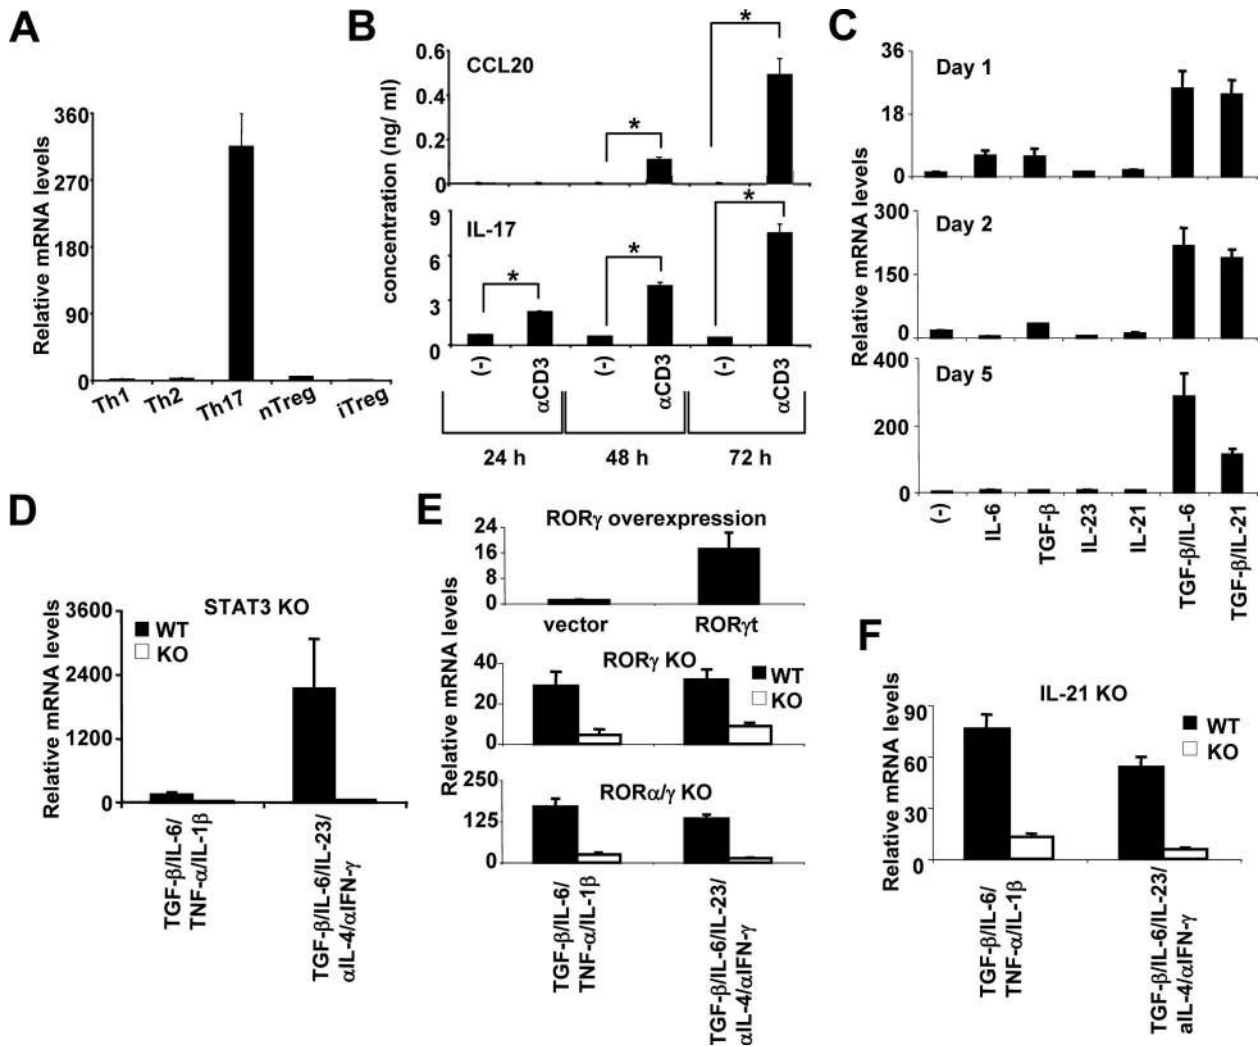 A
Relative mRNA levels
360
270
180
90
0
Th1 Th2 Th17 nTreg iTreg
B
concentration (ng/ ml)
CCL20
0.6
0.4
0.2
0
* *
IL-17
9
6
3
0
* * *
(-) αCD3 (-) αCD3 (-) αCD3
24 h 48 h 72 h
C
Relative mRNA levels
Day 1
36
18
0
Day 2
300
150
0
Day 5
400
200
0
(-) IL-6 TGF-β IL-23 IL-21 TGF-β/IL-6 TGF-β/IL-21
D
Relative mRNA levels
STAT3 KO
WT
KO
3600
2400
1200
0
TGF-β/IL-6/
TNF-α/IL-1β
TGF-β/IL-6/IL-23/
αIL-4/αIFN-γ
E
Relative mRNA levels
RORγ overexpression
24
16
8
0
vector RORγt
RORγ KO
WT
KO
40
20
0
RORα/γ KO
250
125
0
TGF-β/IL-6/
TNF-α/IL-1β
TGF-β/IL-6/IL-23/
αIL-4/αIFN-γ
F
Relative mRNA levels
IL-21 KO
WT
KO
90
60
30
0
TGF-β/IL-6/
TNF-α/IL-1β
TGF-β/IL-6/IL-23/
aIL-4/αIFN-γ